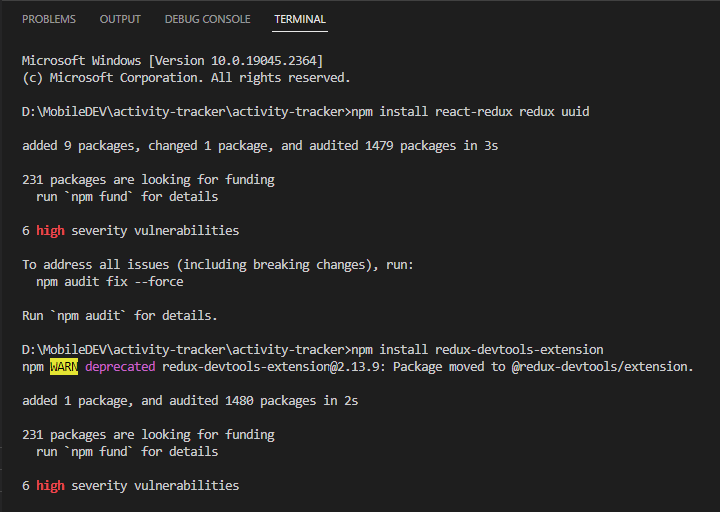 PROBLEMS OUTPUT DEBUG CONSOLE TERMINAL
Microsoft Windows [Version 10.0.19045.2364]
(c) Microsoft Corporation. All rights reserved.
D:\MobileDEV\activity-tracker\activity-tracker>npm install react-redux redux uuid
added 9 packages, changed 1 package, and audited 1479 packages in 3s
231 packages are looking for funding
  run `npm fund` for details
6 high severity vulnerabilities
To address all issues (including breaking changes), run:
  npm audit fix --force
Run `npm audit` for details.
D:\MobileDEV\activity-tracker\activity-tracker>npm install redux-devtools-extension
npm WARN deprecated redux-devtools-extension@2.13.9: Package moved to @redux-devtools/extension.
added 1 package, and audited 1480 packages in 2s
231 packages are looking for funding
  run `npm fund` for details
6 high severity vulnerabilities